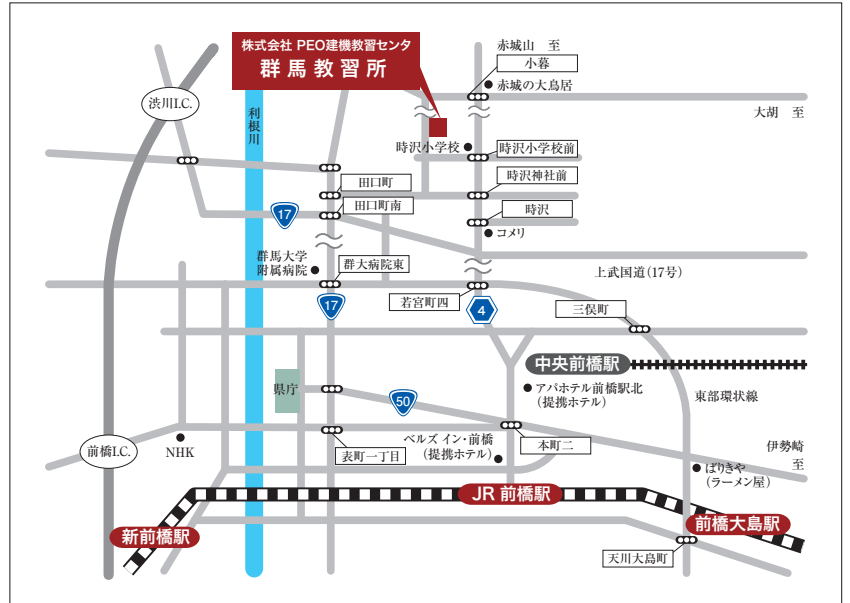 株式会社 PEO建機教習センタ
群馬教習所
赤城山 至
小暮
赤城の大鳥居
大胡 至
渋川I.C.
利根川
時沢小学校
時沢小学校前
時沢神社前
田口町
田口町南
時沢
コメリ
17
群馬大学
附属病院
群大病院東
上武国道（17号）
17
若宮町四
4
三俣町
中央前橋駅
県庁
50
アパホテル前橋駅北
（提携ホテル）
東部環状線
前橋I.C.
NHK
表町一丁目
ベルズ イン・前橋
（提携ホテル）
本町二
伊勢崎
至
ばりきや
（ラーメン屋）
JR 前橋駅
新前橋駅
前橋大島駅
天川大島町